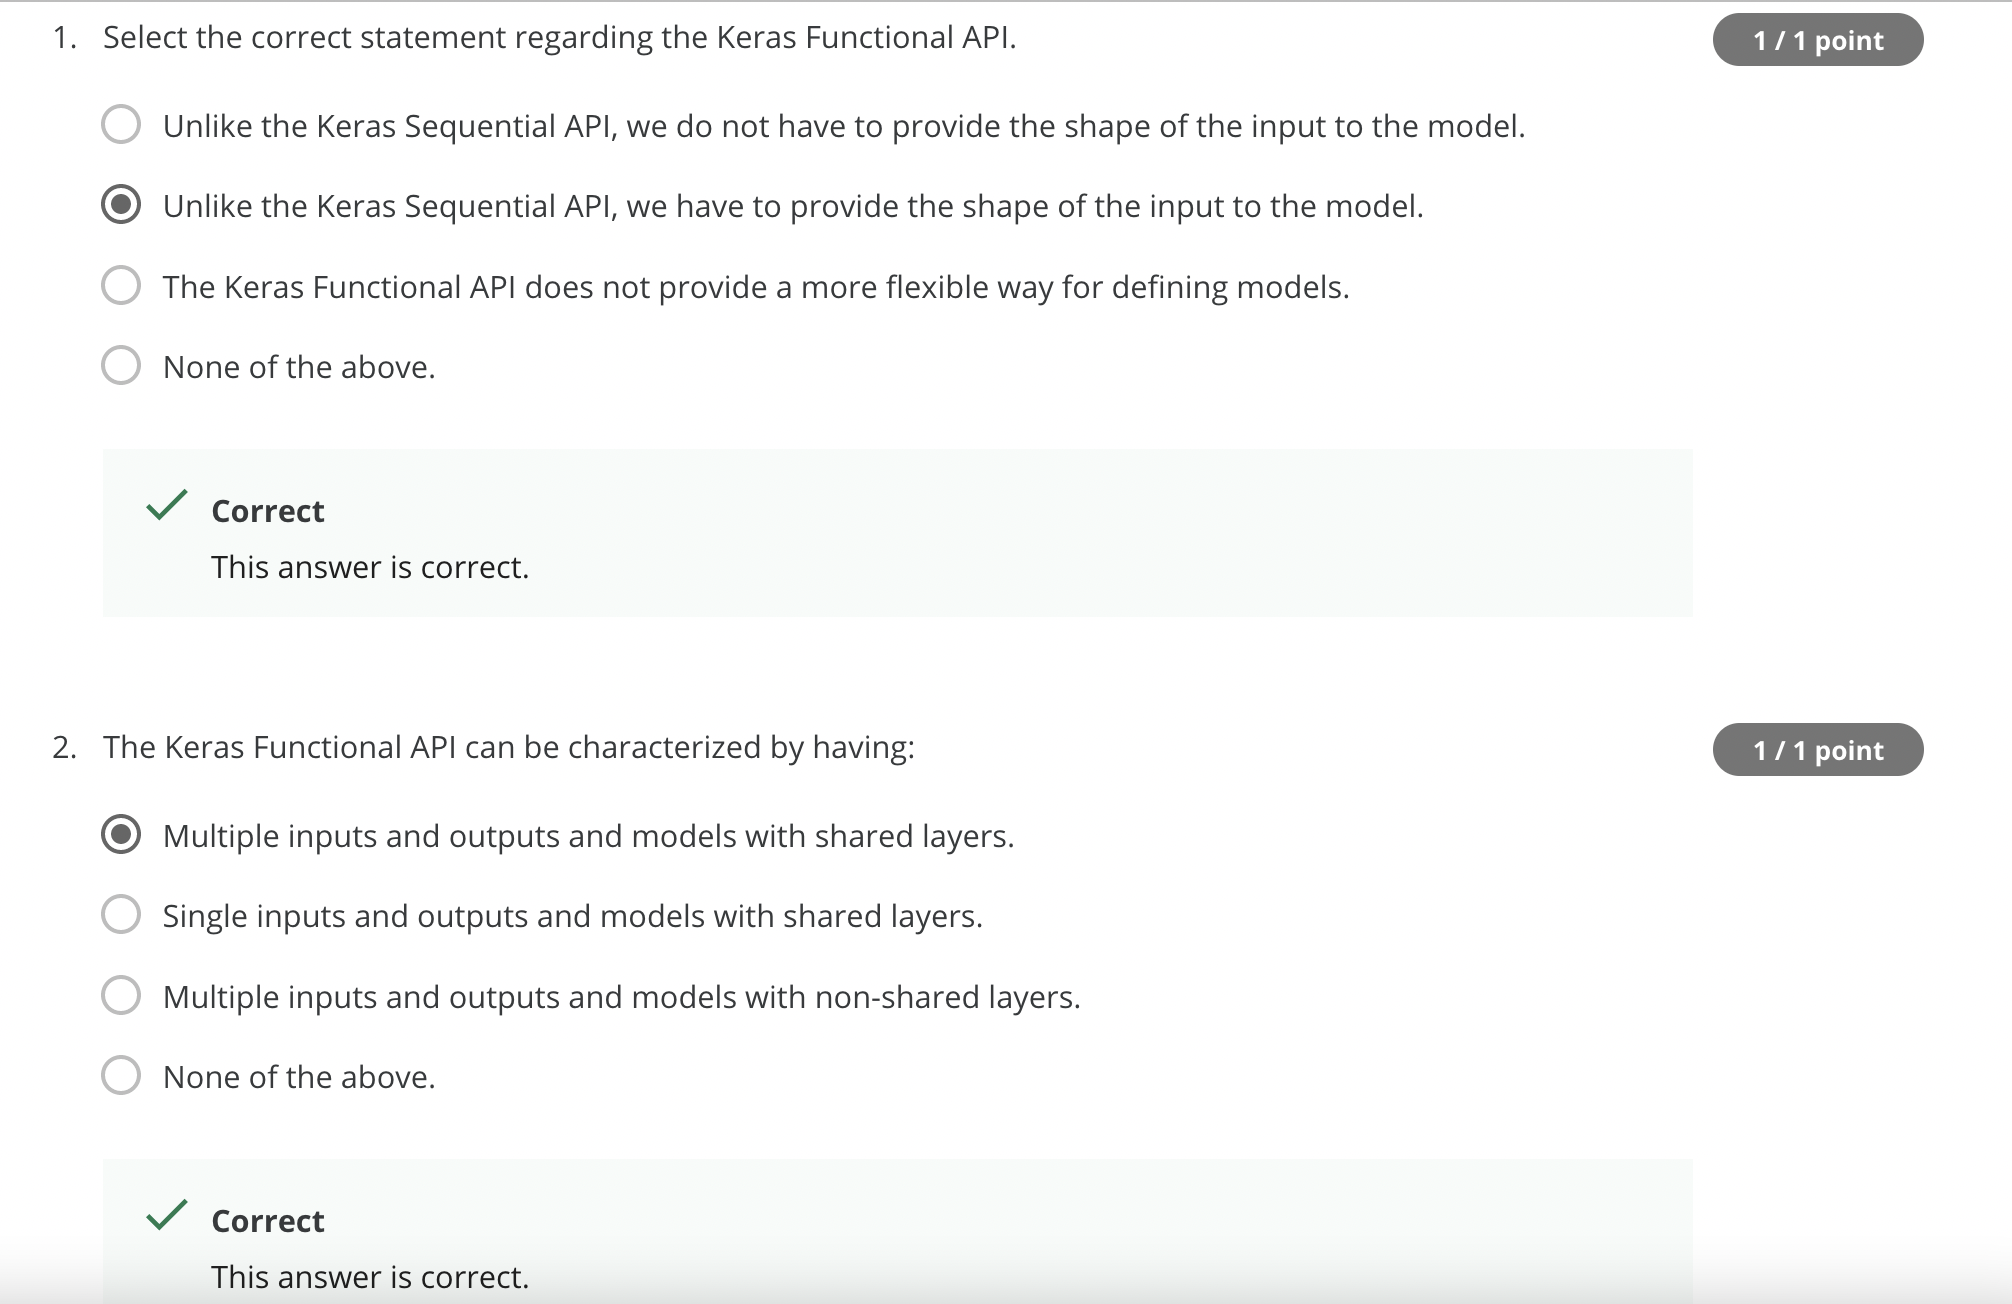 1. Select the correct statement regarding the Keras Functional API.
1 / 1 point
Unlike the Keras Sequential API, we do not have to provide the shape of the input to the model.
Unlike the Keras Sequential API, we have to provide the shape of the input to the model.
The Keras Functional API does not provide a more flexible way for defining models.
None of the above.
Correct
This answer is correct.
2. The Keras Functional API can be characterized by having:
1 / 1 point
Multiple inputs and outputs and models with shared layers.
Single inputs and outputs and models with shared layers.
Multiple inputs and outputs and models with non-shared layers.
None of the above.
Correct
This answer is correct.